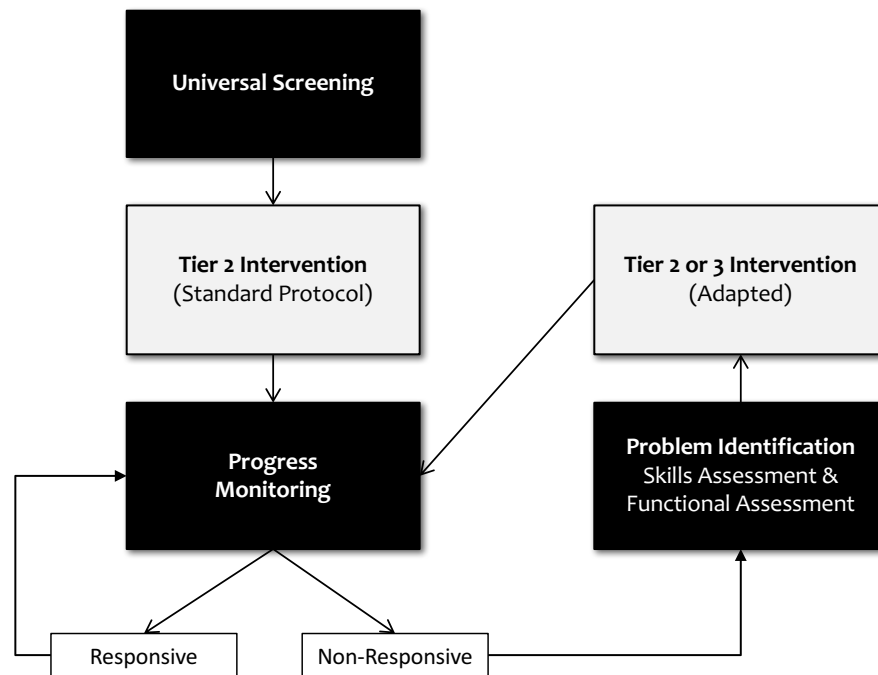 Universal Screening
Tier 2 Intervention
(Standard Protocol)
Tier 2 or 3 Intervention
(Adapted)
Progress
Monitoring
Problem Identification
Skills Assessment &
Functional Assessment
Responsive
Non-Responsive